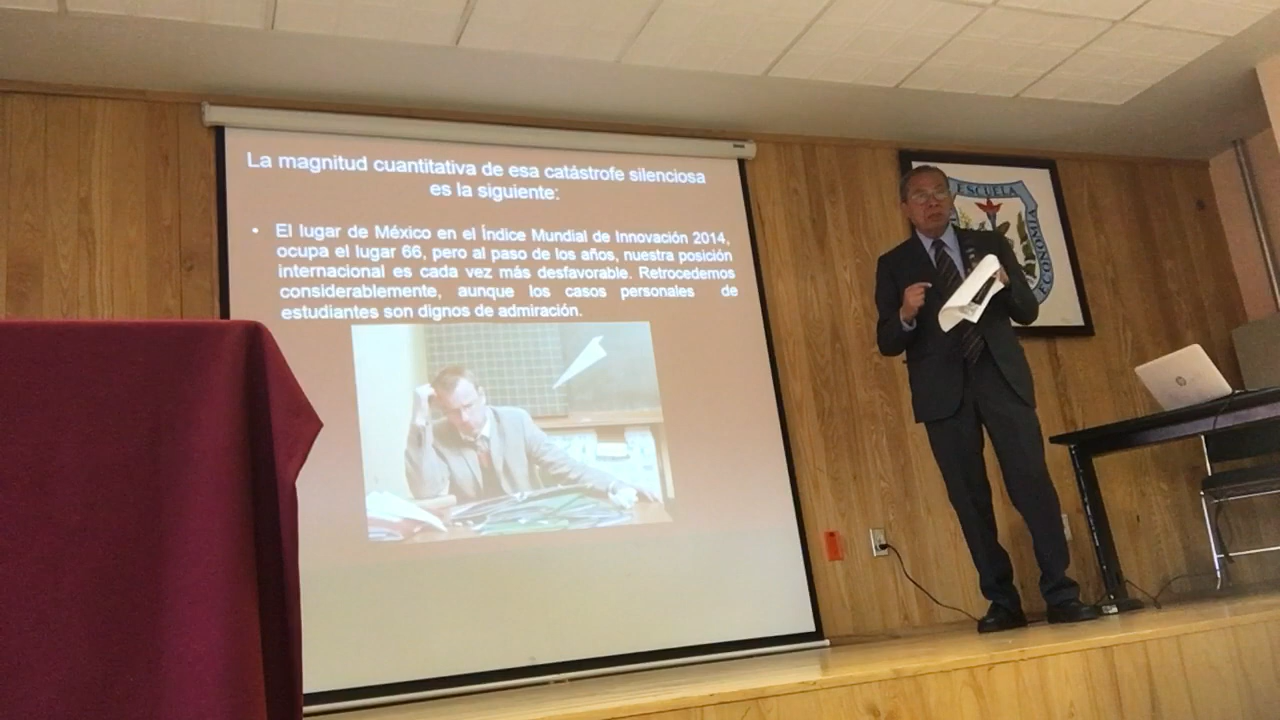 La magnitud cuantitativa de esa catástrofe silenciosa
es la siguiente:
• El lugar de México en el Índice Mundial de Innovación 2014,
ocupa el lugar 66, pero al paso de los años, nuestra posición
internacional es cada vez más desfavorable. Retrocedemos
considerablemente, aunque los casos personales de
estudiantes son dignos de admiración.
ESCUELA
ECONOMIA
hp